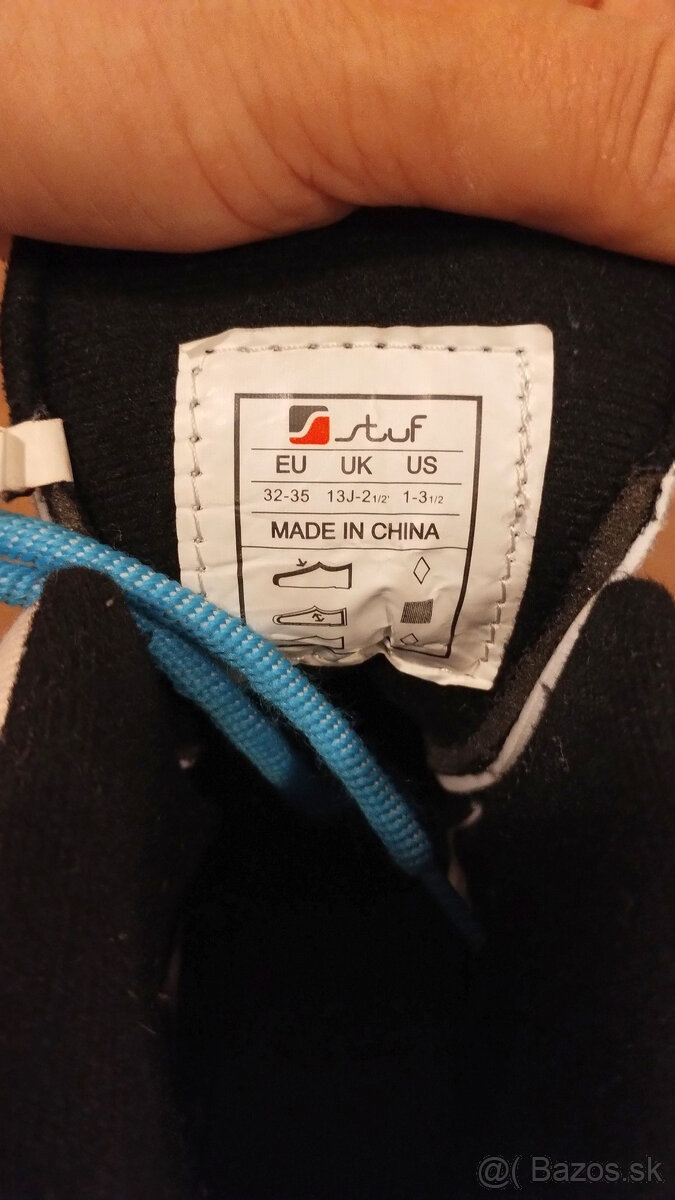 stuf
EU UK US
32-35 13J-2 1/2' 1-3 1/2
MADE IN CHINA
@( Bazos.sk